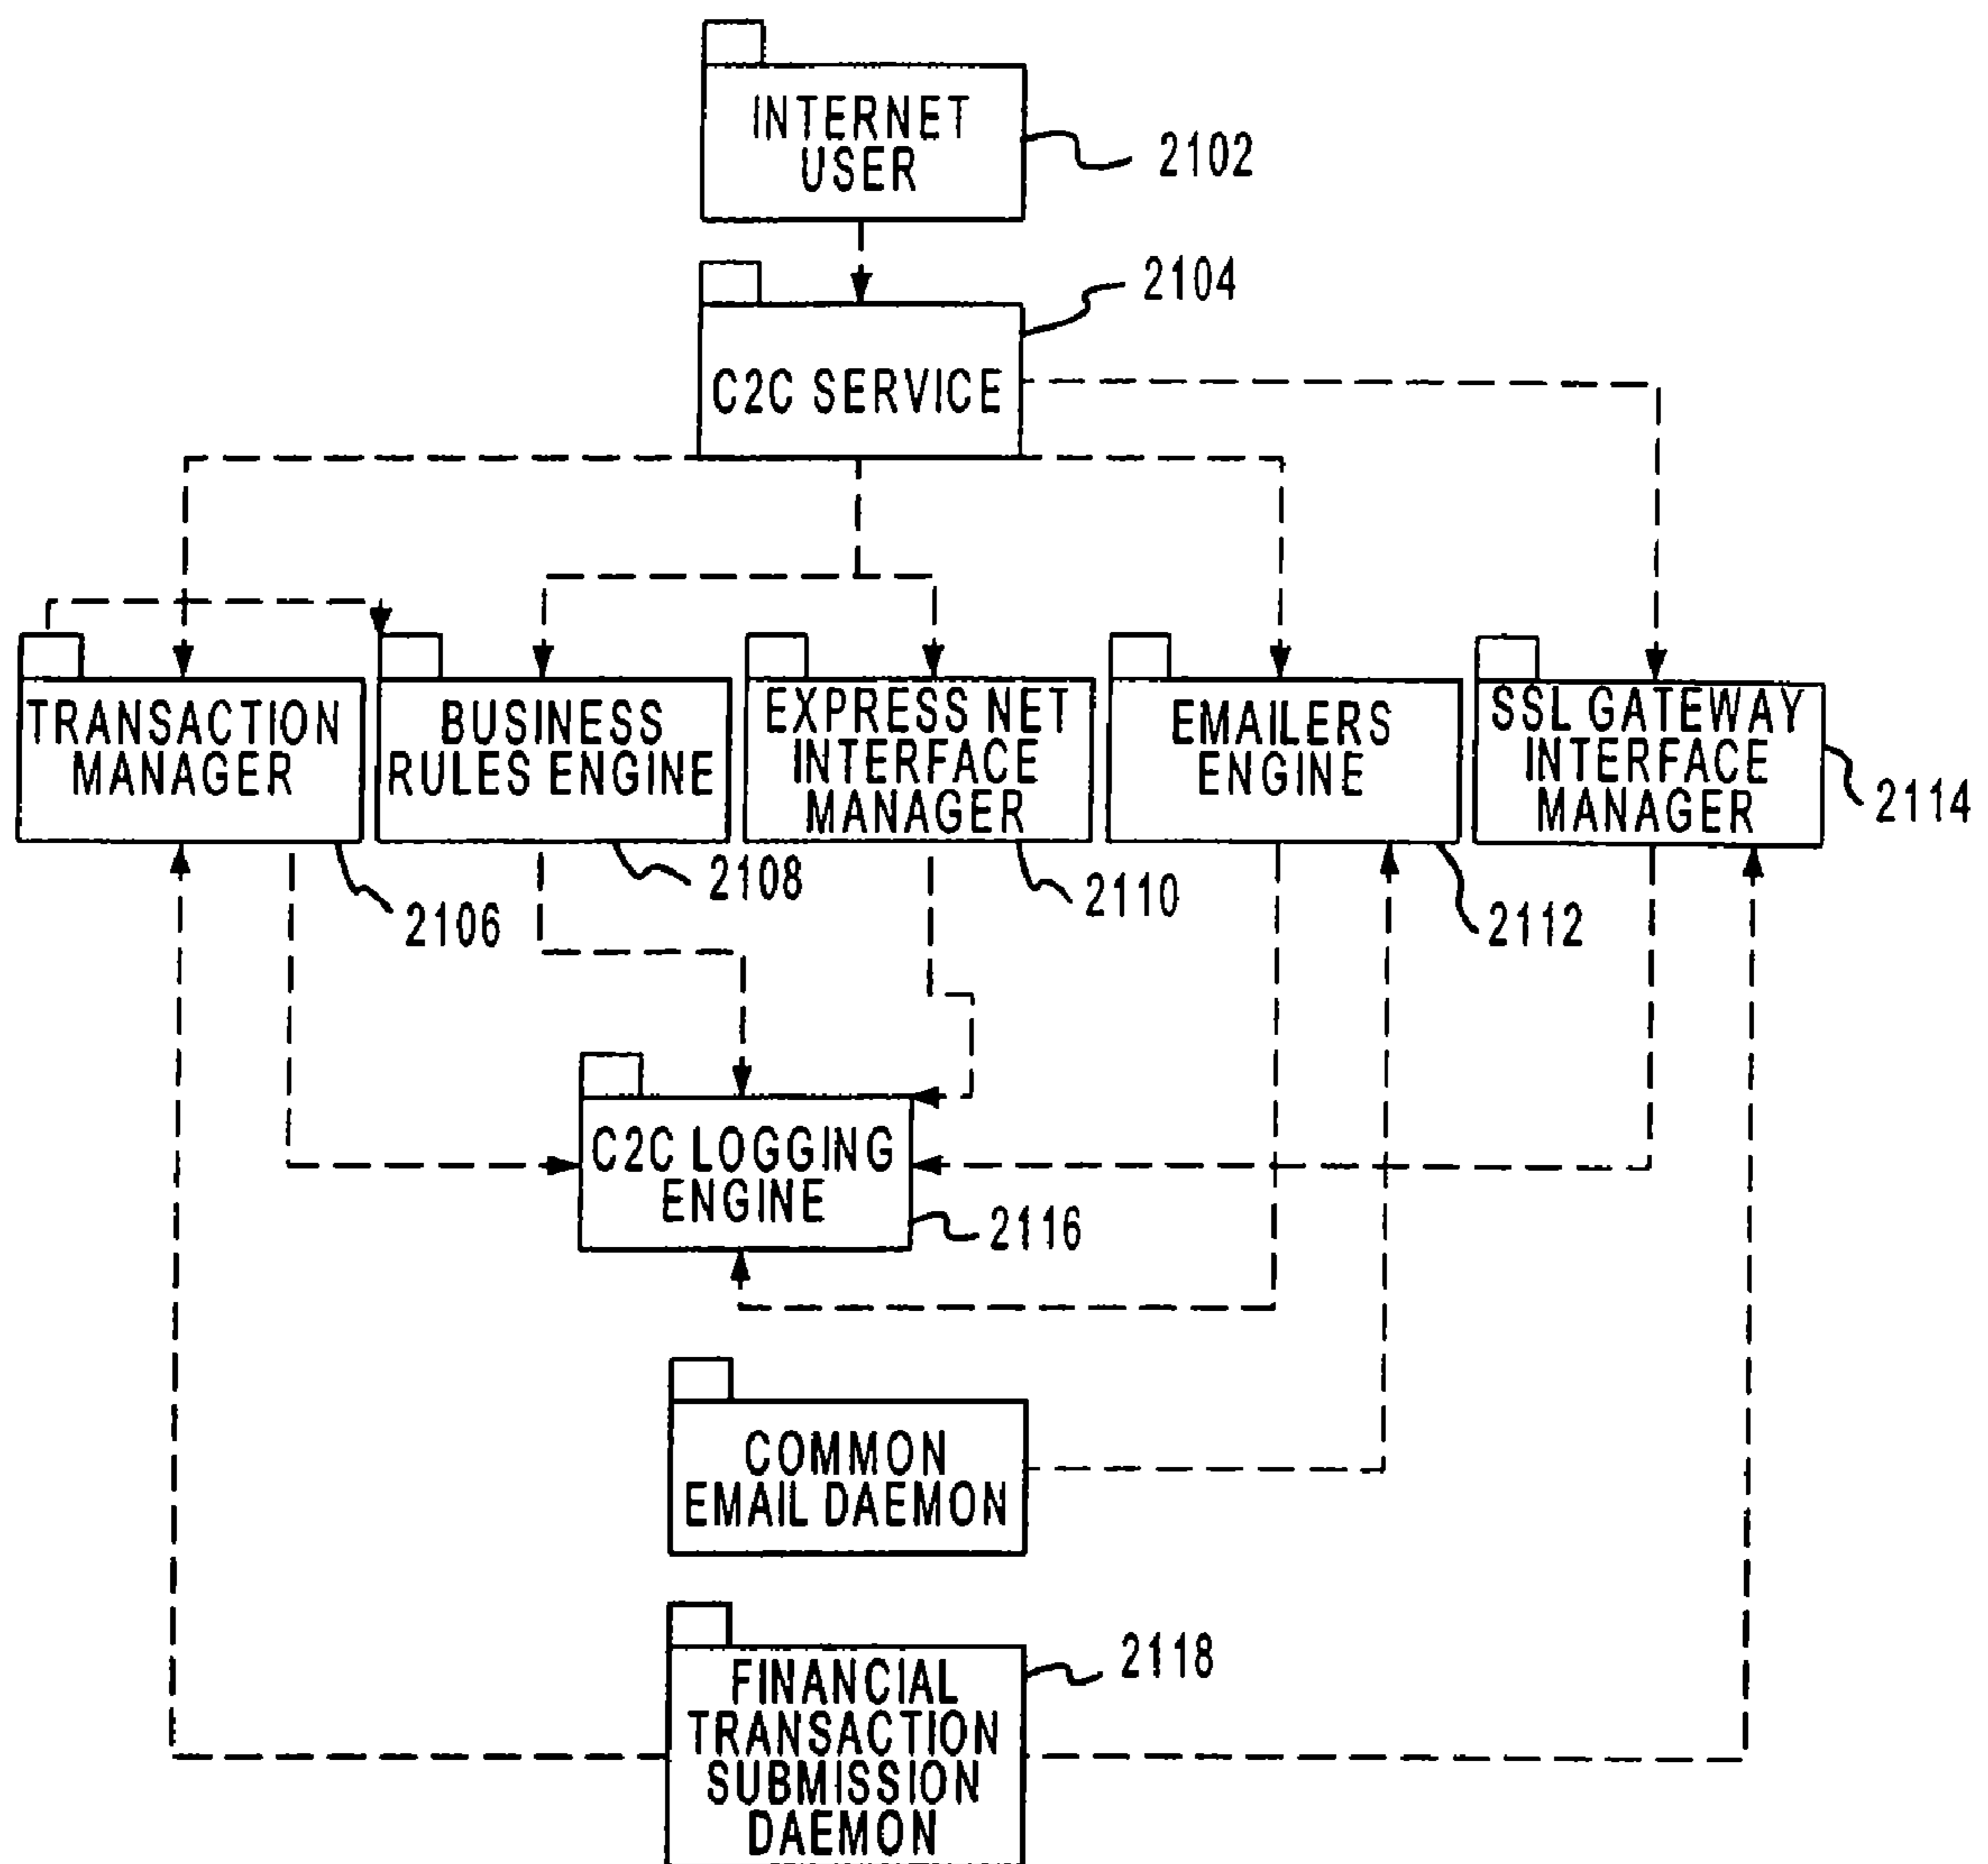 INTERNET
USER
2102
2104
C2C SERVICE
TRANSACTION
MANAGER
BUSINESS
RULES ENGINE
EXPRESS NET
INTERFACE
MANAGER
EMAILERS
ENGINE
SSL GATEWAY
INTERFACE
MANAGER
2114
2108
2110
2106
2112
C2C LOGGING
ENGINE
2116
COMMON
EMAIL DAEMON
2118
FINANCIAL
TRANSACTION
SUBMISSION
DAEMON